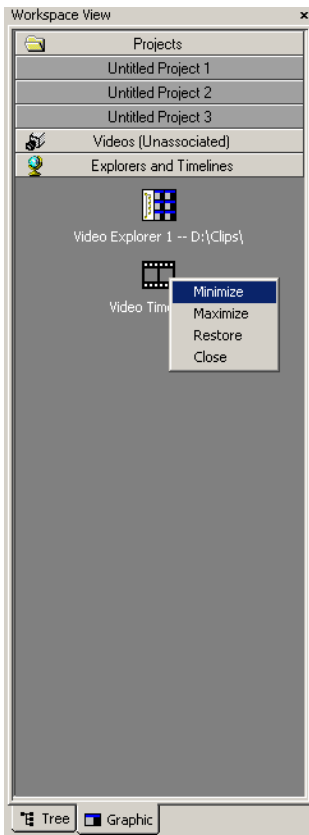 Workspace View ×
Projects
Untitled Project 1
Untitled Project 2
Untitled Project 3
Videos (Unassociated)
Explorers and Timelines
Video Explorer 1 -- D:\Clips\
Video
Minimize
Maximize
Restore
Close
Tree Graphic